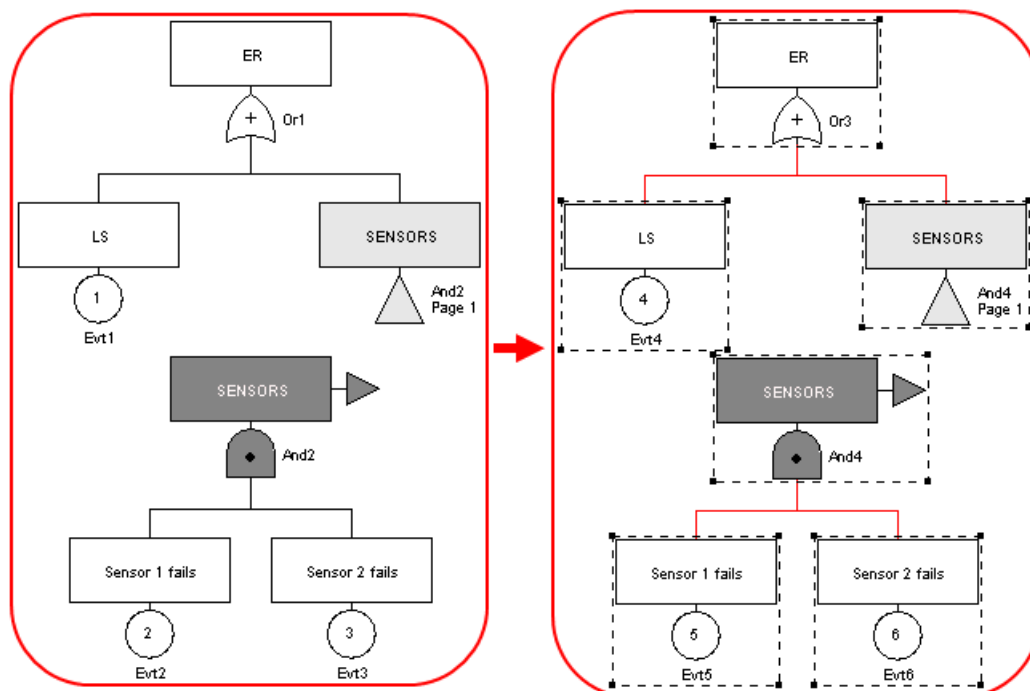 ER
+
Or1
LS
SENSORS
1
Evt1
And2
Page 1
SENSORS
And2
Sensor 1 fails
Sensor 2 fails
2
3
Evt2
Evt3
ER
+
Or3
LS
SENSORS
4
Evt4
And4
Page 1
SENSORS
And4
Sensor 1 fails
Sensor 2 fails
5
6
Evt5
Evt6